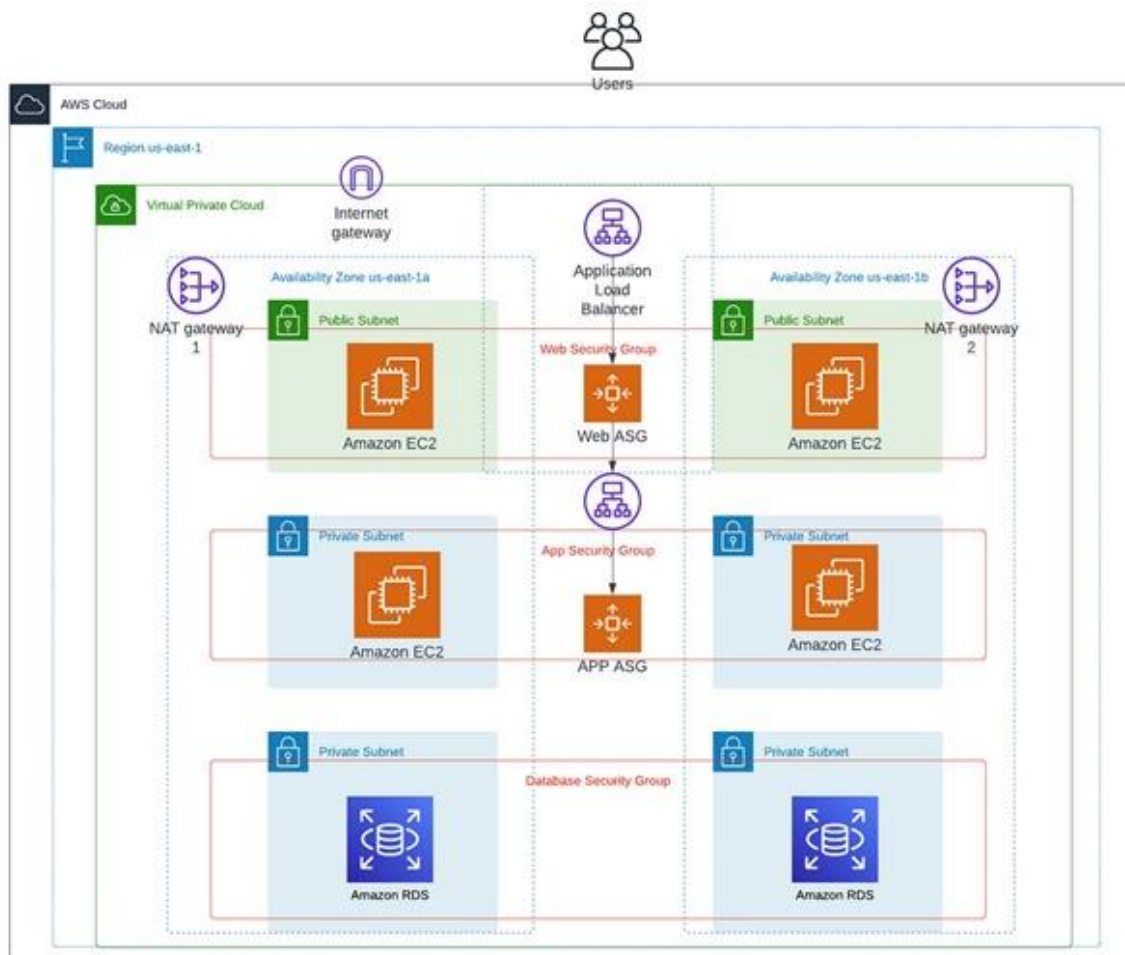 Users
AWS Cloud
Region us-east-1
Virtual Private Cloud
Internet
gateway
Application
Load
Balancer
Availability Zone us-east-1a
Availability Zone us-east-1b
NAT gateway
1
Public Subnet
Public Subnet
NAT gateway
2
Web Security Group
Amazon EC2
Web ASG
Amazon EC2
Private Subnet
Private Subnet
App Security Group
Amazon EC2
APP ASG
Amazon EC2
Private Subnet
Private Subnet
Database Security Group
Amazon RDS
Amazon RDS